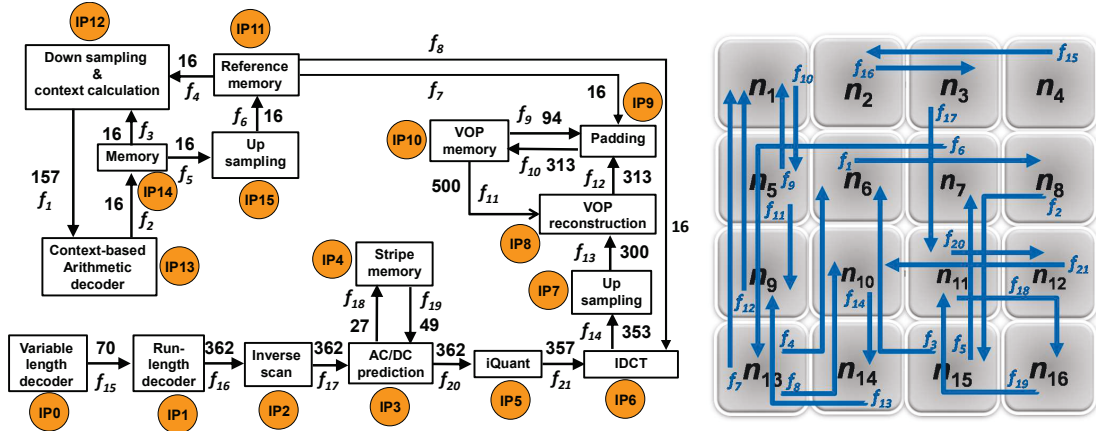 IP12
IP11
f8
Down sampling
&
context calculation
16
f4
Reference
memory
f7
16
IP9
f3
16
f6
16
f9
94
IP10
VOP
memory
Padding
16
Memory
f5
Up
sampling
f10
313
157
f1
IP14
500
f11
f12
313
16
f2
IP15
VOP
reconstruction
16
Context-based
Arithmetic
decoder
IP13
IP4
Stripe
memory
IP8
f13
300
IP7
Up
sampling
f18
f19
27
49
f14
353
Variable
length
decoder
70
f15
Run-
length
decoder
362
f16
Inverse
scan
362
f17
AC/DC
prediction
362
f20
iQuant
357
f21
IDCT
IP0
IP1
IP2
IP3
IP5
IP6
n1
f10
n2
f16
n3
f15
n4
f17
n5
f9
f11
n6
f1
f6
n7
n8
f2
n9
f12
n10
f14
f20
n11
f18
n12
f21
f7
n13
f4
f8
n14
f13
f3
f5
n15
f19
n16